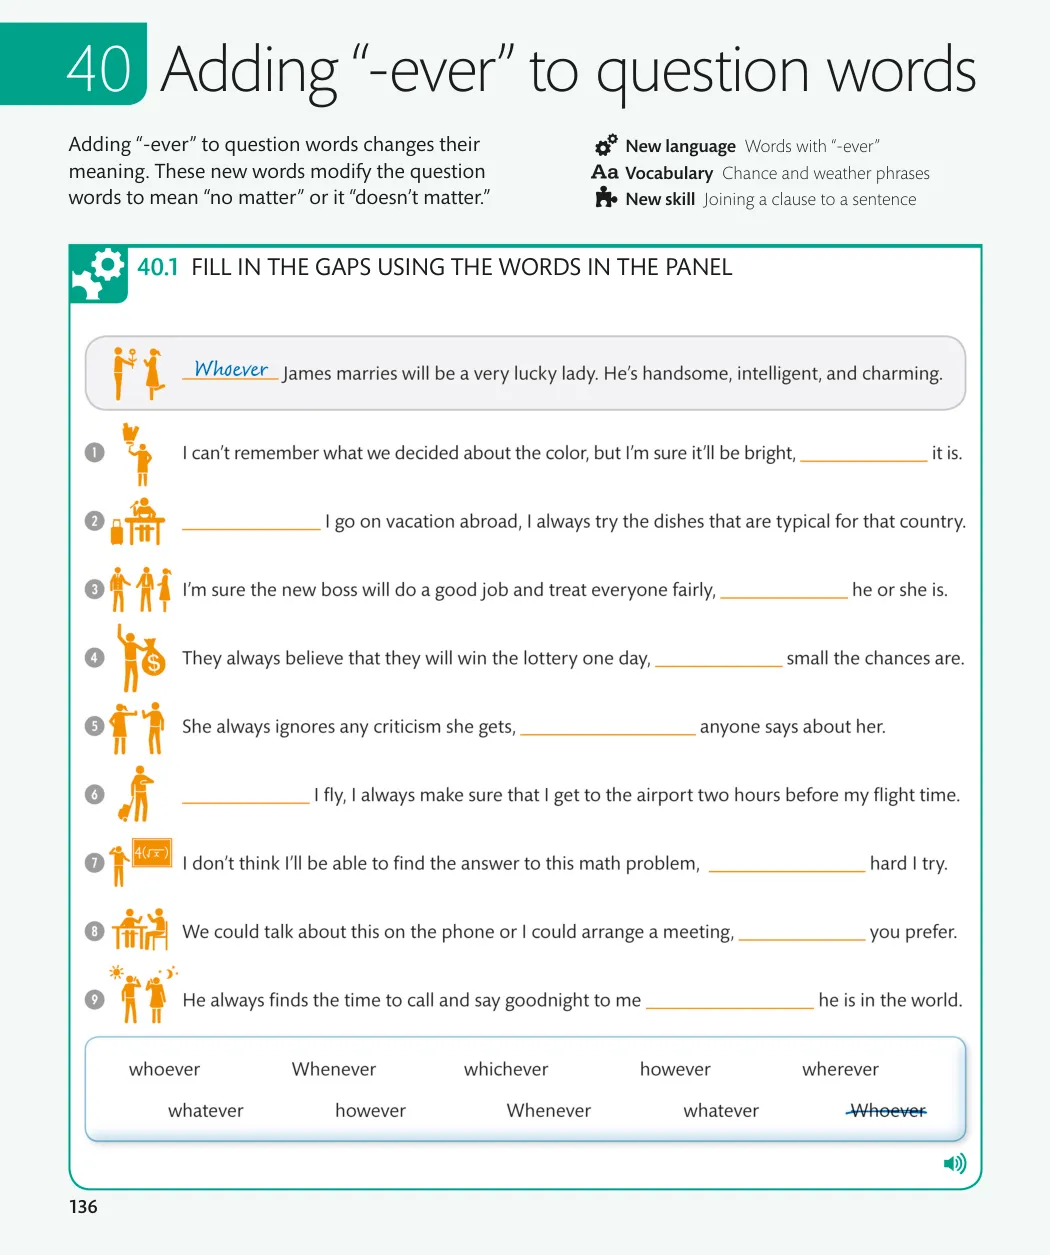 40 Adding “-ever” to question words
Adding “-ever” to question words changes their
meaning. These new words modify the question
words to mean “no matter” or it “doesn’t matter.”
New language Words with “-ever”
Aa Vocabulary Chance and weather phrases
New skill Joining a clause to a sentence
40.1 FILL IN THE GAPS USING THE WORDS IN THE PANEL
Whoever James marries will be a very lucky lady. He’s handsome, intelligent, and charming.
1 I can’t remember what we decided about the color, but I’m sure it’ll be bright, ____________ it is.
2 ____________ I go on vacation abroad, I always try the dishes that are typical for that country.
3 I’m sure the new boss will do a good job and treat everyone fairly, ____________ he or she is.
4 They always believe that they will win the lottery one day, ____________ small the chances are.
$
5 She always ignores any criticism she gets, ____________ anyone says about her.
6 ____________ I fly, I always make sure that I get to the airport two hours before my flight time.
7 I don’t think I’ll be able to find the answer to this math problem, ____________ hard I try.
4(√x)
8 We could talk about this on the phone or I could arrange a meeting, ____________ you prefer.
9 He always finds the time to call and say goodnight to me ____________ he is in the world.
whoever Whenever whichever however wherever
whatever however Whenever whatever Whoever
136